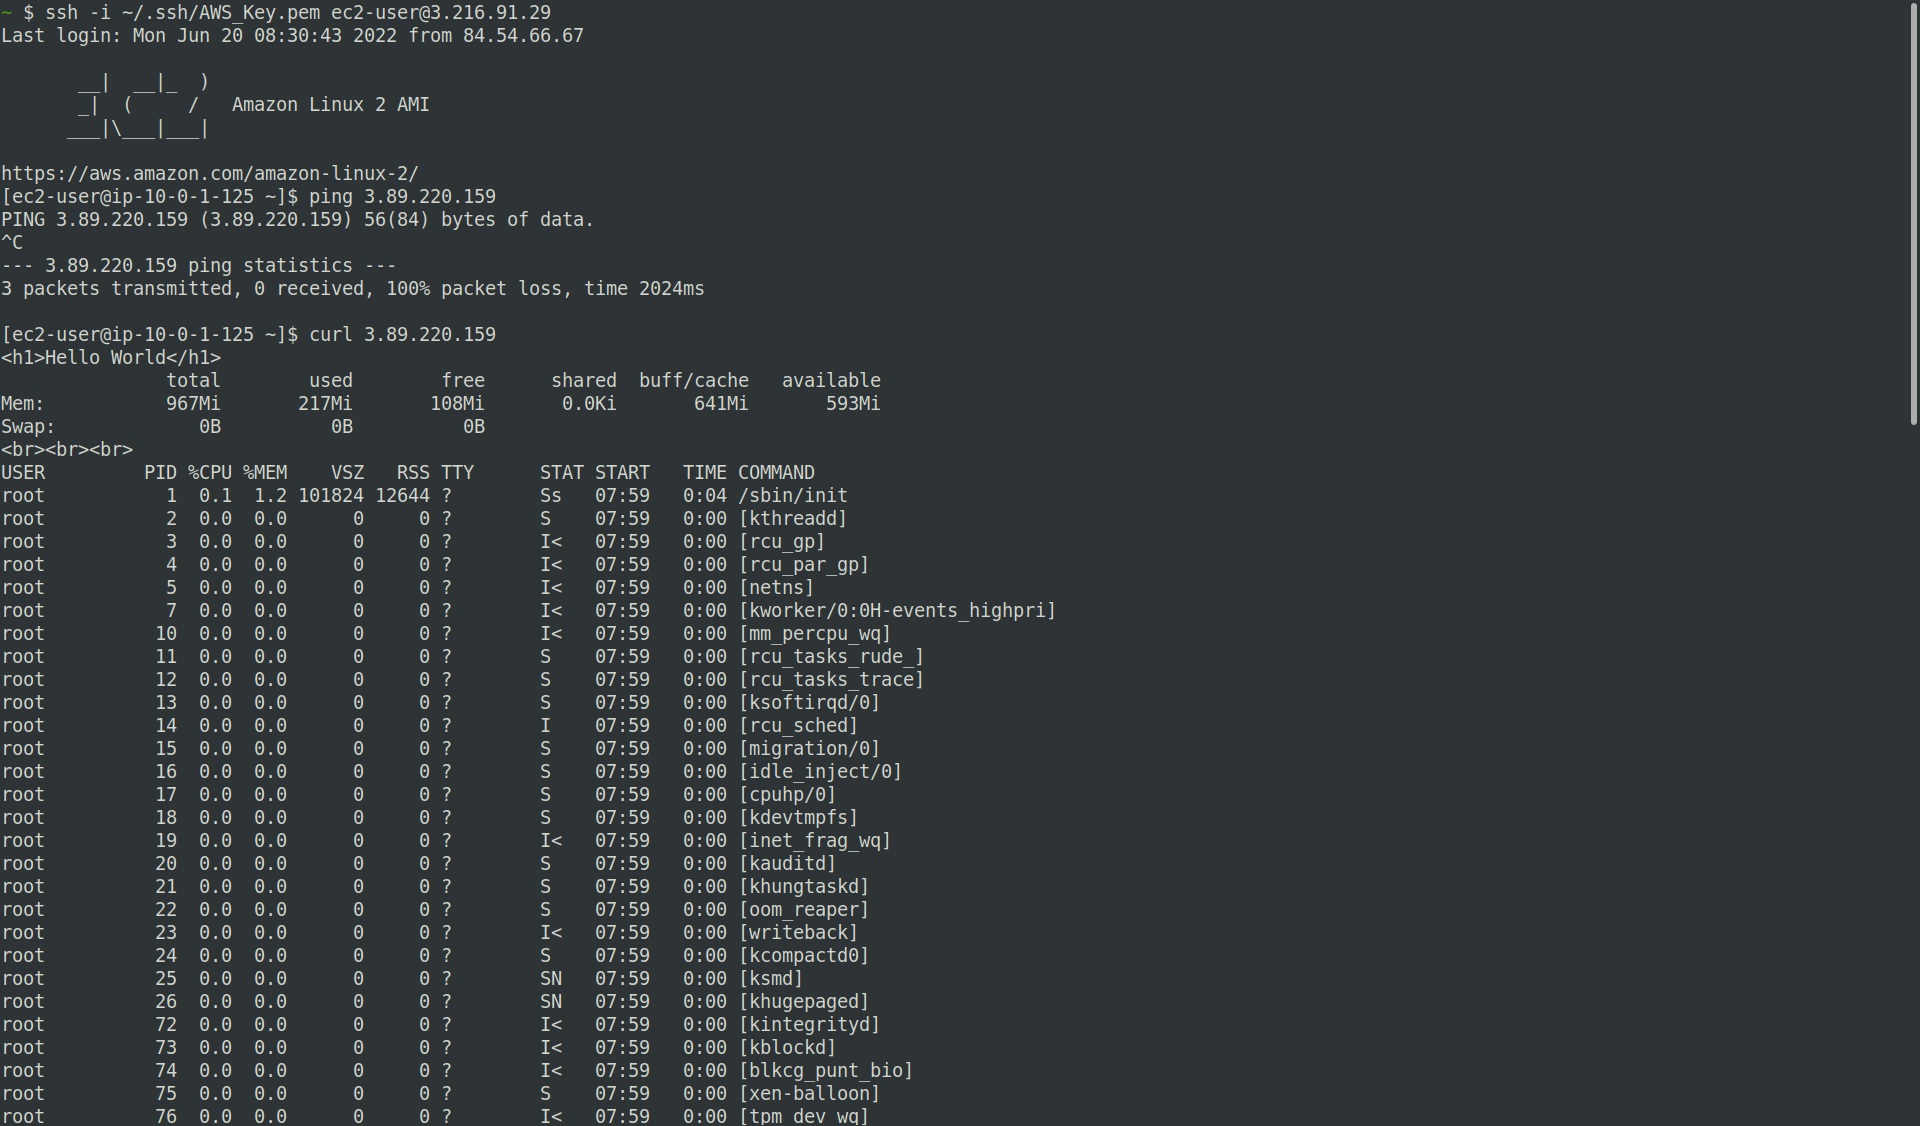 ~ $ ssh -i ~/.ssh/AWS_Key.pem ec2-user@3.216.91.29
Last login: Mon Jun 20 08:30:43 2022 from 84.54.66.67

       __|  __|_  )
       _|  (     /   Amazon Linux 2 AMI
      ___|\___|___|

https://aws.amazon.com/amazon-linux-2/
[ec2-user@ip-10-0-1-125 ~]$ ping 3.89.220.159
PING 3.89.220.159 (3.89.220.159) 56(84) bytes of data.
^C
--- 3.89.220.159 ping statistics ---
3 packets transmitted, 0 received, 100% packet loss, time 2024ms

[ec2-user@ip-10-0-1-125 ~]$ curl 3.89.220.159
<h1>Hello World</h1>
               total        used        free      shared  buff/cache   available
Mem:           967Mi       217Mi       108Mi       0.0Ki       641Mi       593Mi
Swap:             0B          0B          0B
<br><br><br>
USER         PID %CPU %MEM    VSZ   RSS TTY      STAT START   TIME COMMAND
root           1  0.1  1.2 101824 12644 ?        Ss   07:59   0:04 /sbin/init
root           2  0.0  0.0      0     0 ?        S    07:59   0:00 [kthreadd]
root           3  0.0  0.0      0     0 ?        I<   07:59   0:00 [rcu_gp]
root           4  0.0  0.0      0     0 ?        I<   07:59   0:00 [rcu_par_gp]
root           5  0.0  0.0      0     0 ?        I<   07:59   0:00 [netns]
root           7  0.0  0.0      0     0 ?        I<   07:59   0:00 [kworker/0:0H-events_highpri]
root          10  0.0  0.0      0     0 ?        I<   07:59   0:00 [mm_percpu_wq]
root          11  0.0  0.0      0     0 ?        S    07:59   0:00 [rcu_tasks_rude_]
root          12  0.0  0.0      0     0 ?        S    07:59   0:00 [rcu_tasks_trace]
root          13  0.0  0.0      0     0 ?        S    07:59   0:00 [ksoftirqd/0]
root          14  0.0  0.0      0     0 ?        I    07:59   0:00 [rcu_sched]
root          15  0.0  0.0      0     0 ?        S    07:59   0:00 [migration/0]
root          16  0.0  0.0      0     0 ?        S    07:59   0:00 [idle_inject/0]
root          17  0.0  0.0      0     0 ?        S    07:59   0:00 [cpuhp/0]
root          18  0.0  0.0      0     0 ?        S    07:59   0:00 [kdevtmpfs]
root          19  0.0  0.0      0     0 ?        I<   07:59   0:00 [inet_frag_wq]
root          20  0.0  0.0      0     0 ?        S    07:59   0:00 [kauditd]
root          21  0.0  0.0      0     0 ?        S    07:59   0:00 [khungtaskd]
root          22  0.0  0.0      0     0 ?        S    07:59   0:00 [oom_reaper]
root          23  0.0  0.0      0     0 ?        I<   07:59   0:00 [writeback]
root          24  0.0  0.0      0     0 ?        S    07:59   0:00 [kcompactd0]
root          25  0.0  0.0      0     0 ?        SN   07:59   0:00 [ksmd]
root          26  0.0  0.0      0     0 ?        SN   07:59   0:00 [khugepaged]
root          72  0.0  0.0      0     0 ?        I<   07:59   0:00 [kintegrityd]
root          73  0.0  0.0      0     0 ?        I<   07:59   0:00 [kblockd]
root          74  0.0  0.0      0     0 ?        I<   07:59   0:00 [blkcg_punt_bio]
root          75  0.0  0.0      0     0 ?        S    07:59   0:00 [xen-balloon]
root          76  0.0  0.0      0     0 ?        I<   07:59   0:00 [tpm_dev_wq]